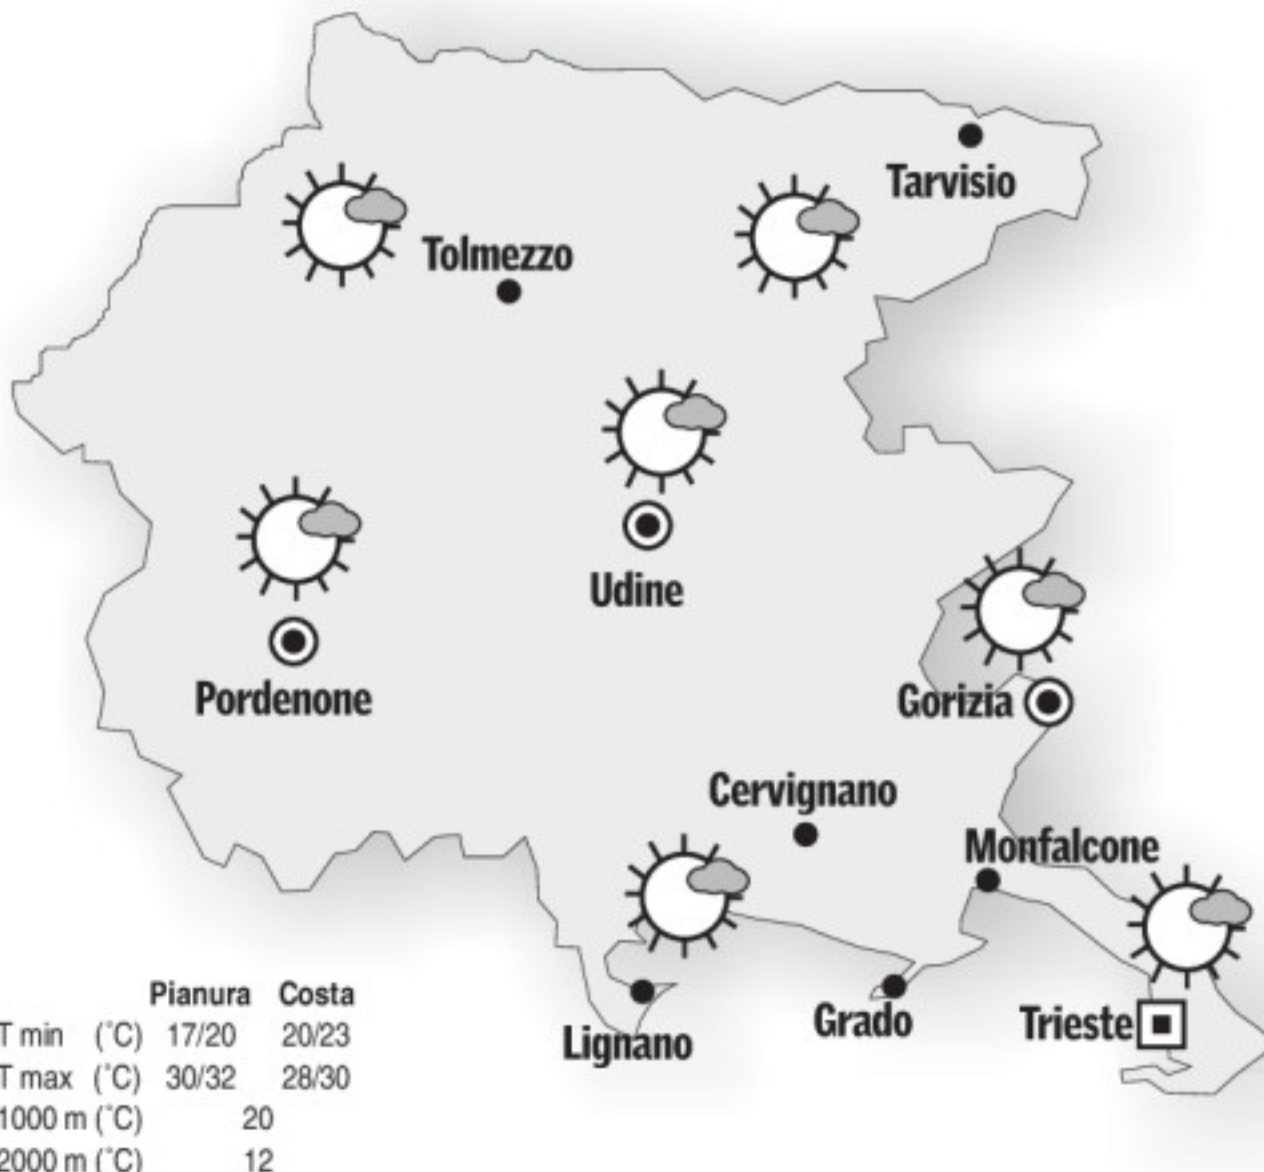 Tarvisio
Tolmezzo
Udine
Pordenone
Gorizia
Cervignano
Monfalcone
Lignano
Grado
Trieste
Pianura Costa
T min (°C) 17/20 20/23
T max (°C) 30/32 28/30
1000 m (°C) 20
2000 m (°C) 12